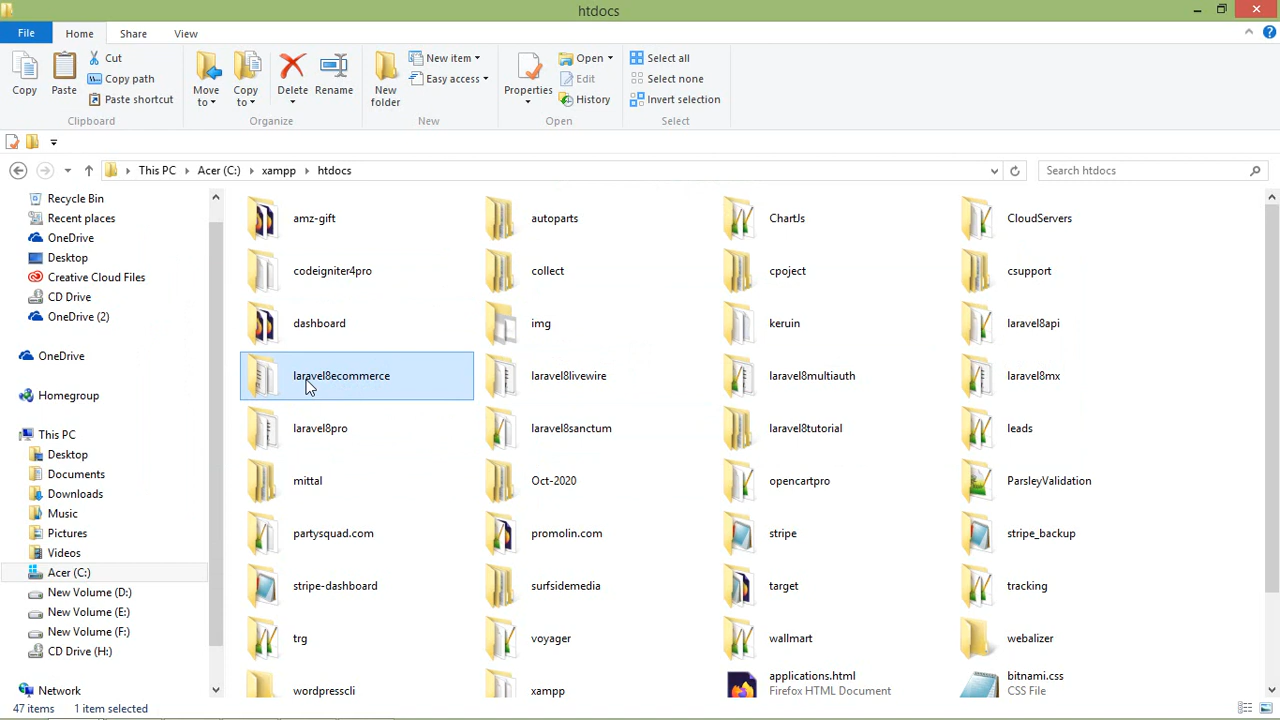 htdocs
File Home Share View
Copy
Paste
Cut
Copy path
Paste shortcut
Clipboard
Move to
Copy to
Delete
Rename
Organize
New folder
New item
Easy access
New
Properties
Open
Edit
History
Open
Select all
Select none
Invert selection
Select
This PC Acer (C:) xampp htdocs
Search htdocs
Recycle Bin
Recent places
OneDrive
Desktop
Creative Cloud Files
CD Drive
OneDrive (2)
OneDrive
Homegroup
This PC
Desktop
Documents
Downloads
Music
Pictures
Videos
Acer (C:)
New Volume (D:)
New Volume (E:)
New Volume (F:)
CD Drive (H:)
Network
amz-gift autoparts ChartJs CloudServers
codeigniter4pro collect cpoject csupport
dashboard img keruin laravel8api
laravel8ecommerce laravel8livewire laravel8multiauth laravel8mx
laravel8pro laravel8sanctum laravel8tutorial leads
mittal Oct-2020 opencartpro ParsleyValidation
partysquad.com promolin.com stripe stripe_backup
stripe-dashboard surfsidemedia target tracking
trg voyager wallmart webalizer
wordpresscli xampp
applications.html
Firefox HTML Document
bitnami.css
CSS File
47 items 1 item selected